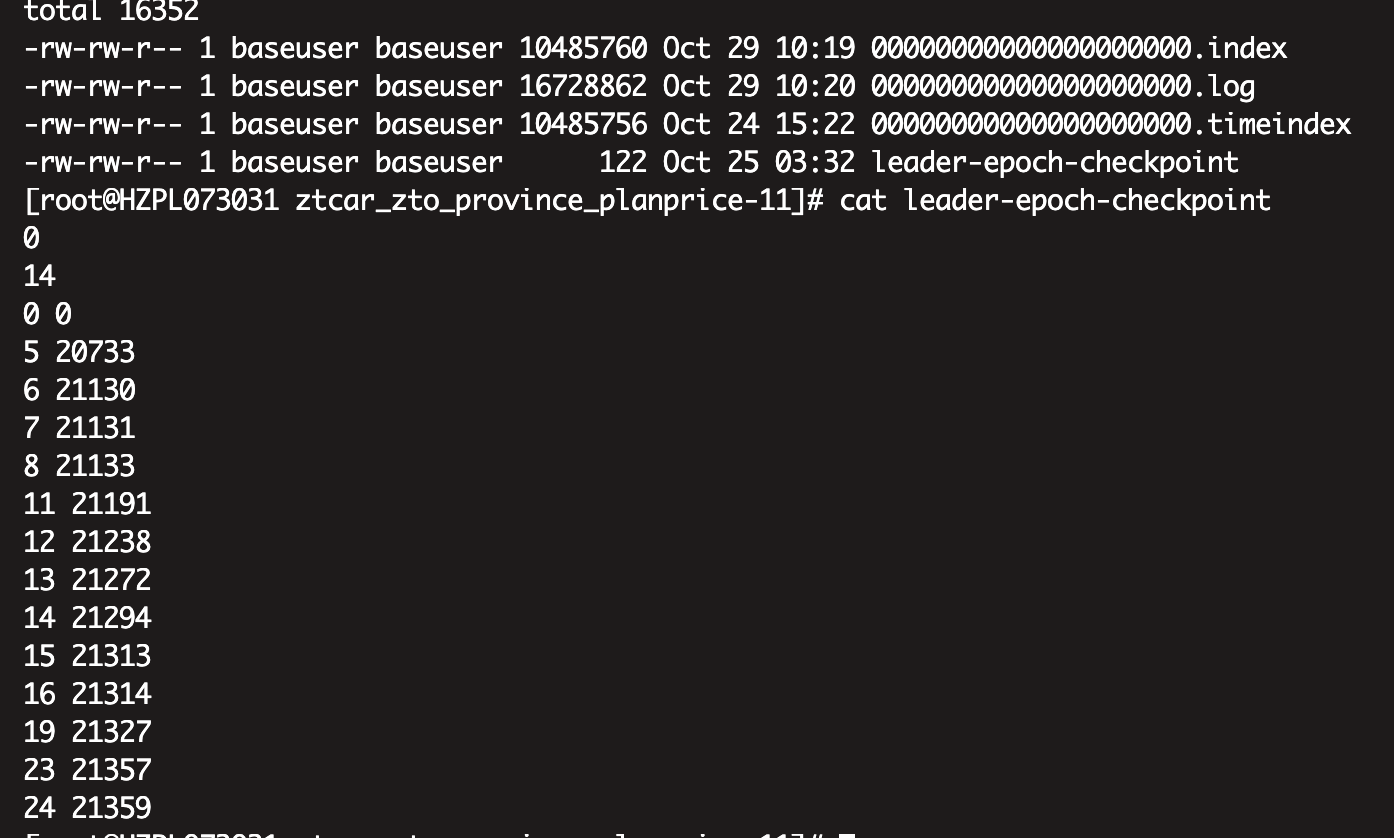 total 16352
-rw-rw-r-- 1 baseuser baseuser 10485760 Oct 29 10:19 00000000000000000000.index
-rw-rw-r-- 1 baseuser baseuser 16728862 Oct 29 10:20 00000000000000000000.log
-rw-rw-r-- 1 baseuser baseuser 10485756 Oct 24 15:22 00000000000000000000.timeindex
-rw-rw-r-- 1 baseuser baseuser      122 Oct 25 03:32 leader-epoch-checkpoint
[root@HZPL073031 ztcar_zto_province_planprice-11]# cat leader-epoch-checkpoint
0
14
0 0
5 20733
6 21130
7 21131
8 21133
11 21191
12 21238
13 21272
14 21294
15 21313
16 21314
19 21327
23 21357
24 21359